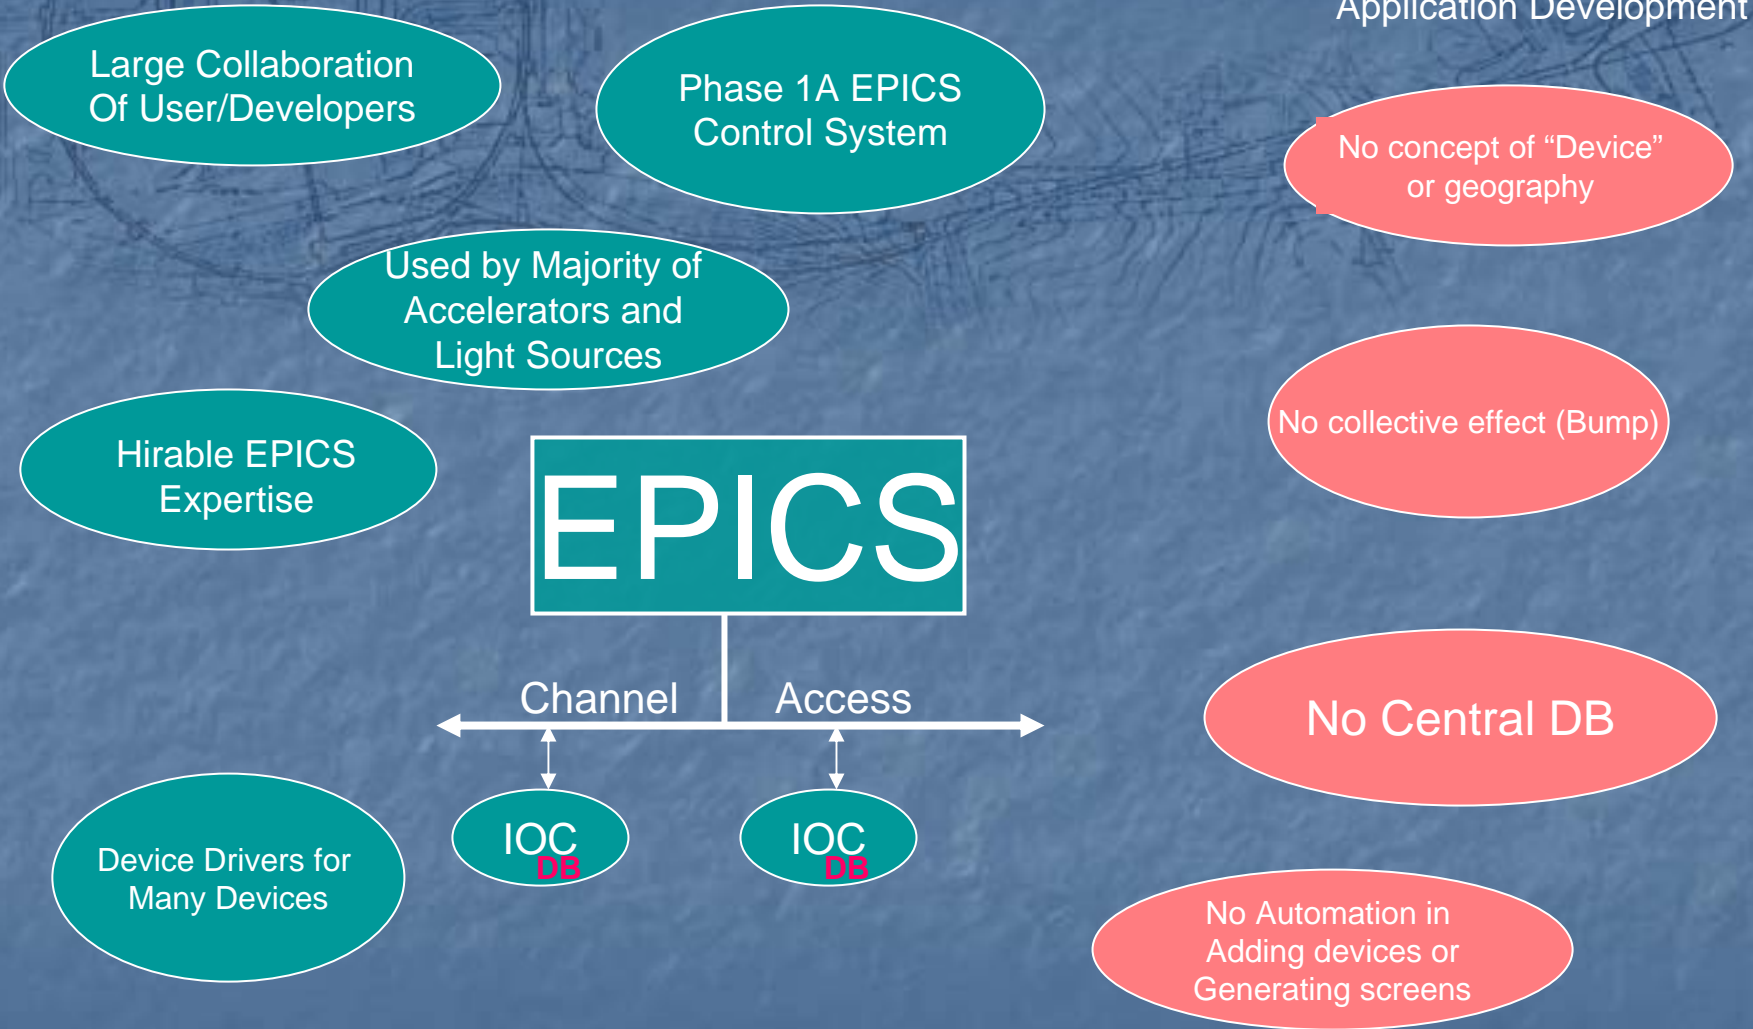 Application Development
Large Collaboration
Of User/Developers
Phase 1A EPICS
Control System
No concept of “Device”
or geography
Used by Majority of
Accelerators and
Light Sources
No collective effect (Bump)
Hirable EPICS
Expertise
EPICS
Channel Access
No Central DB
IOC
DB
IOC
DB
Device Drivers for
Many Devices
No Automation in
Adding devices or
Generating screens